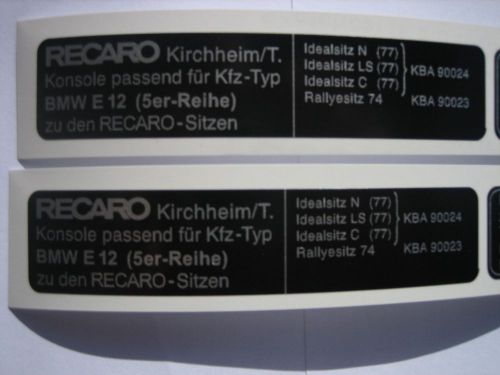 RECARO Kirchheim/T.
Konsole passend für Kfz-Typ
BMW E 12 (5er-Reihe)
zu den RECARO-Sitzen
Idealsitz N (77)
Idealsitz LS (77) KBA 90024
Idealsitz C (77)
Rallyesitz 74 KBA 90023
RECARO Kirchheim/T.
Konsole passend für Kfz-Typ
BMW E 12 (5er-Reihe)
zu den RECARO-Sitzen
Idealsitz N (77)
Idealsitz LS (77) KBA 90024
Idealsitz C (77)
Rallyesitz 74 KBA 90023